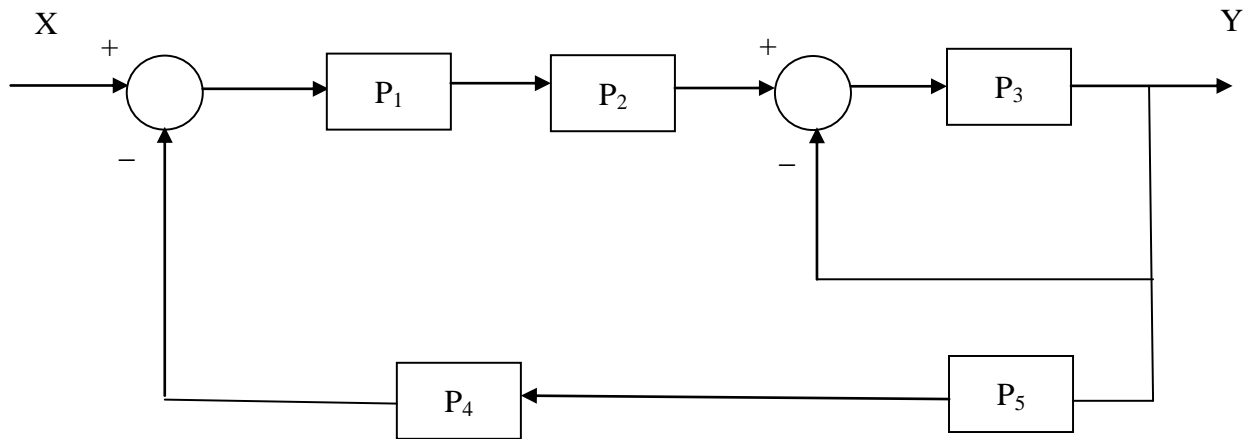 X
Y
+
+
P₁
P₂
P₃
−
−
P₄
P₅